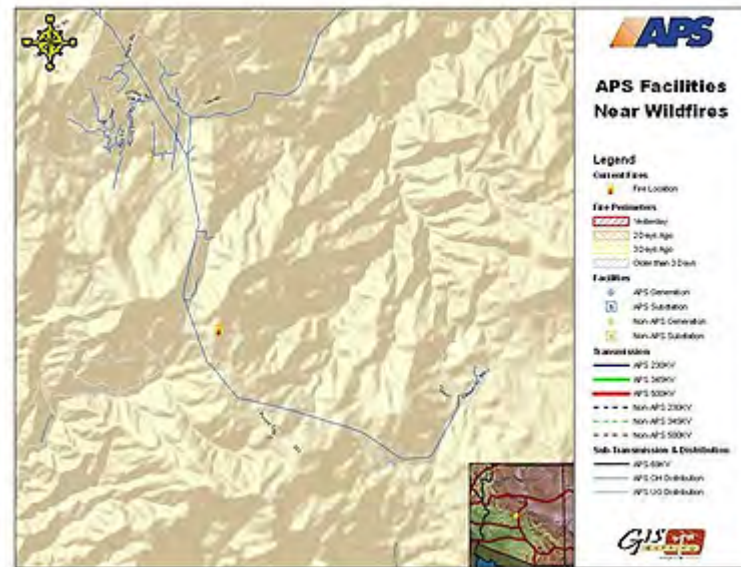 APS
APS Facilities
Near Wildfires
Legend
Current Fires
Fire Location
Fire Perimeters
Yesterday
2 Days Ago
3 Days Ago
Older than 3 Days
Facilities
APS Generation
APS Substation
Non-APS Generation
Non-APS Substation
Transmission
APS 230KV
APS 345KV
APS 500KV
Non-APS 230KV
Non-APS 345KV
Non-APS 500KV
Sub-Transmission & Distribution
APS 69KV
APS OH Distribution
APS UG Distribution
GIS